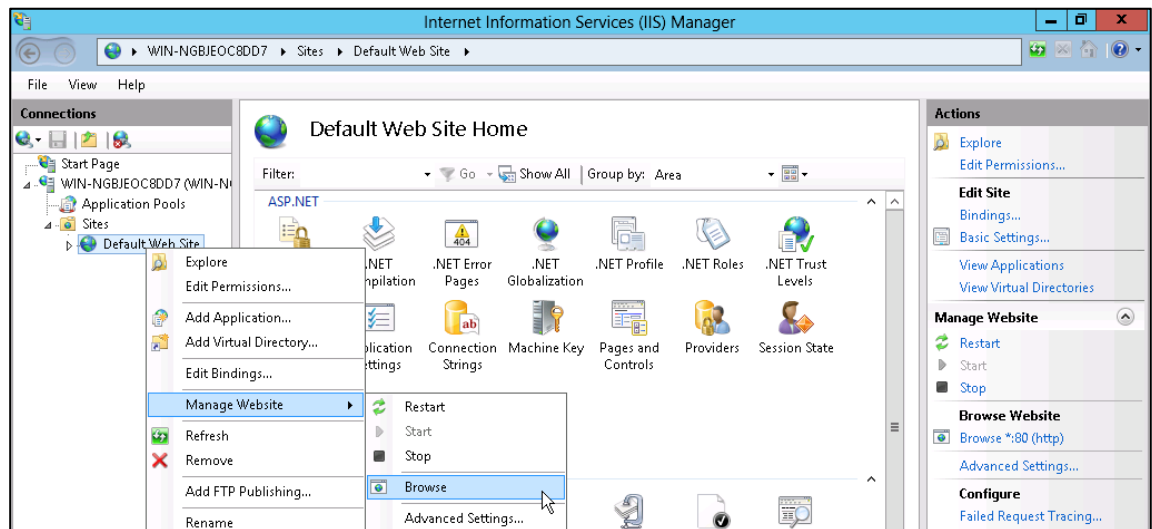 Internet Information Services (IIS) Manager
WIN-NGBJEOC8DD7 Sites Default Web Site
File View Help
Connections
Start Page
WIN-NGBJEOC8DD7 (WIN-N
Application Pools
Sites
Default Web Site
Explore
Edit Permissions...
Add Application...
Add Virtual Directory...
Edit Bindings...
Manage Website
Refresh
Remove
Add FTP Publishing...
Rename
Restart
Start
Stop
Browse
Advanced Settings...
Default Web Site Home
Filter: Go Show All Group by: Area
ASP.NET
.NET
mpilation
404
.NET Error
Pages
.NET
Globalization
.NET Profile
.NET Roles
.NET Trust
Levels
plication
ettings
ab
Connection
Strings
Machine Key
Pages and
Controls
Providers
Session State
Actions
Explore
Edit Permissions...
Edit Site
Bindings...
Basic Settings...
View Applications
View Virtual Directories
Manage Website
Restart
Start
Stop
Browse Website
Browse *:80 (http)
Advanced Settings...
Configure
Failed Request Tracing...